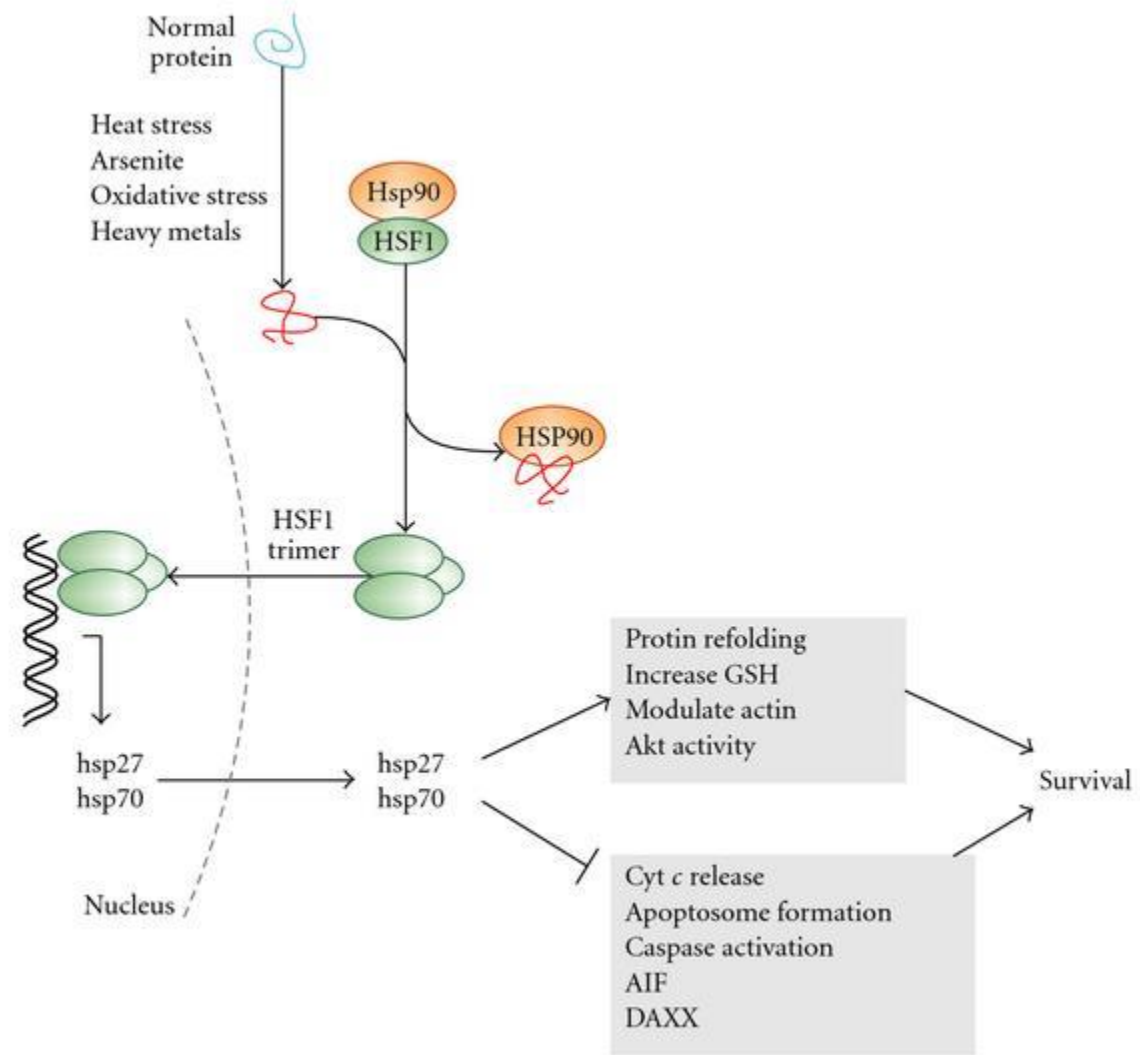 Normal
protein
Heat stress
Arsenite
Oxidative stress
Heavy metals
Hsp90
HSF1
HSP90
HSF1
trimer
Protin refolding
Increase GSH
Modulate actin
Akt activity
hsp27
hsp70
hsp27
hsp70
Survival
Nucleus
Cyt c release
Apoptosome formation
Caspase activation
AIF
DAXX